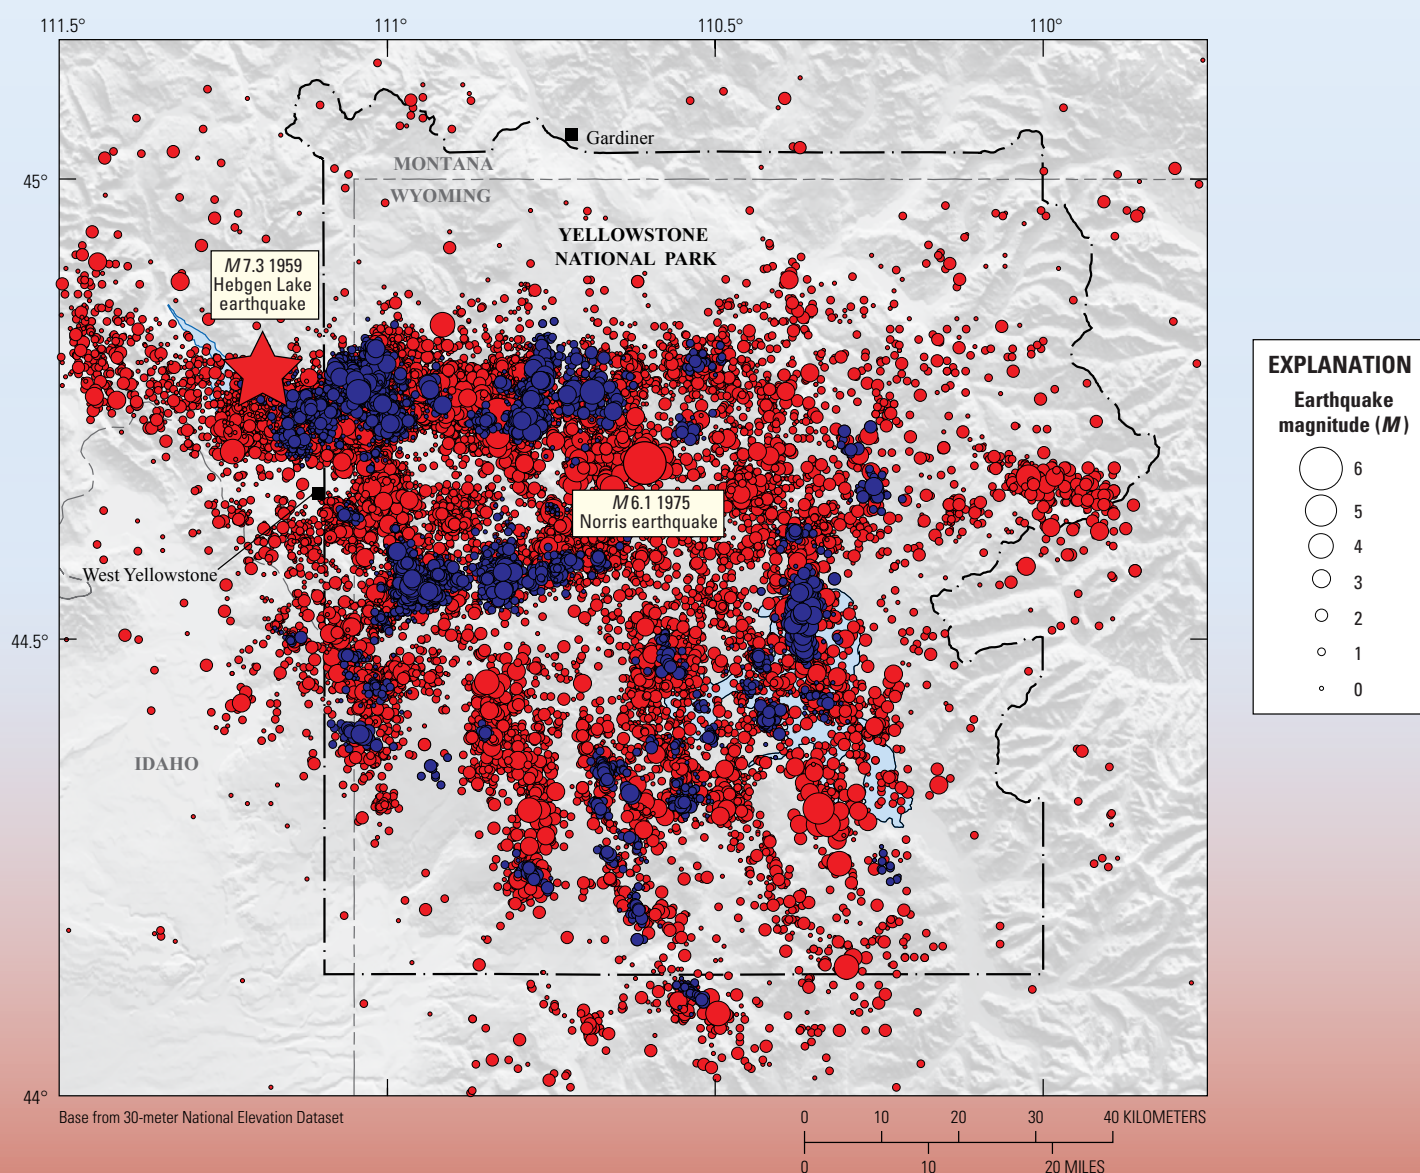 111.5°
111°
110.5°
110°
Gardiner
MONTANA
45°
WYOMING
YELLOWSTONE
NATIONAL PARK
M 7.3 1959
Hebgen Lake
earthquake
EXPLANATION
Earthquake
magnitude (M)
6
5
4
3
2
1
0
M 6.1 1975
Norris earthquake
West Yellowstone
44.5°
IDAHO
44°
Base from 30-meter National Elevation Dataset
0 10 20 30 40 KILOMETERS
0 10 20 MILES